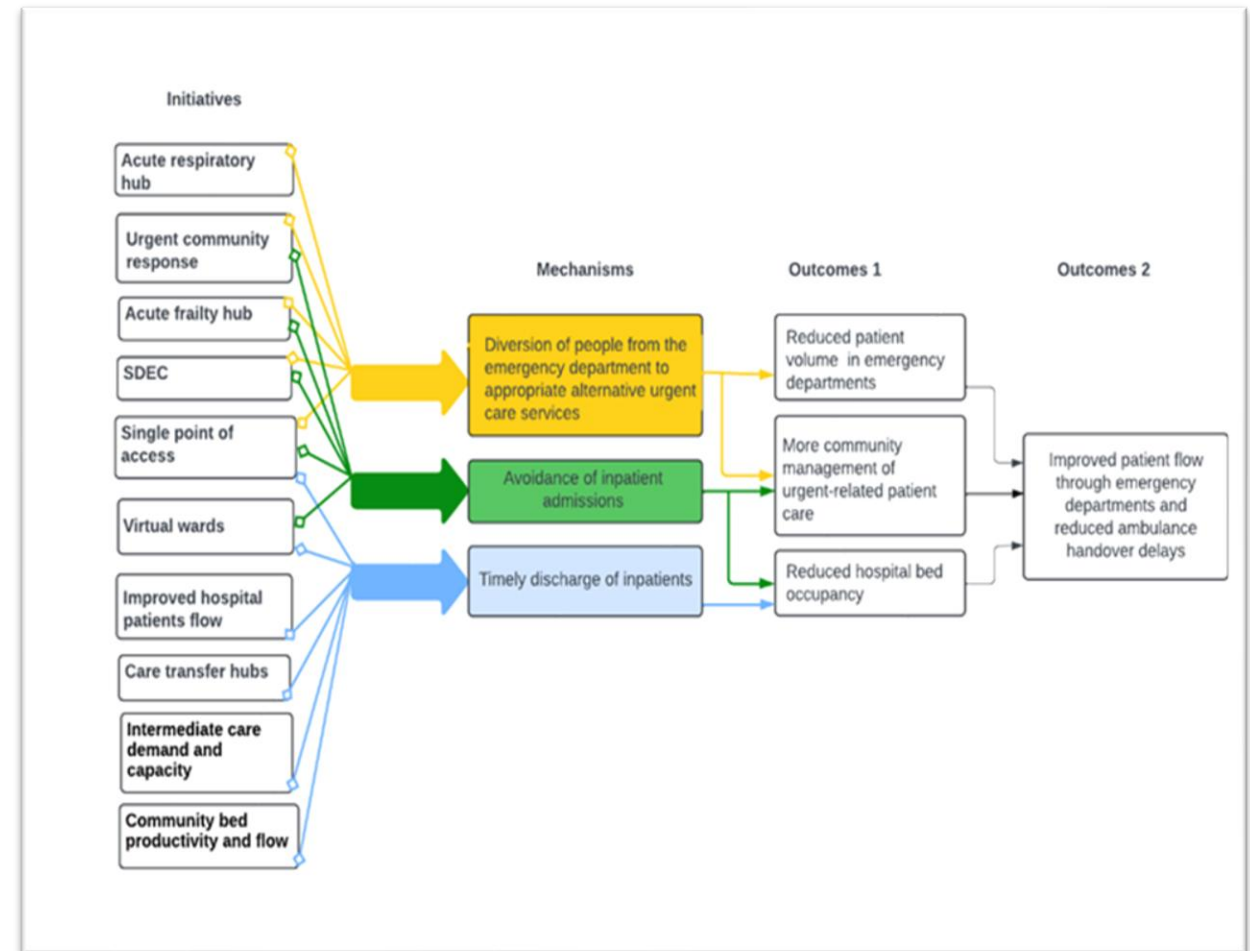 Initiatives
Acute respiratory
hub
Urgent community
response
Acute frailty hub
SDEC
Single point of
access
Virtual wards
Improved hospital
patients flow
Care transfer hubs
Intermediate care
demand and
capacity
Community bed
productivity and flow
Mechanisms
Diversion of people from the
emergency department to
appropriate alternative urgent
care services
Avoidance of inpatient
admissions
Timely discharge of inpatients
Outcomes 1
Reduced patient
volume in emergency
departments
More community
management of
urgent-related patient
care
Reduced hospital bed
occupancy
Outcomes 2
Improved patient flow
through emergency
departments and
reduced ambulance
handover delays